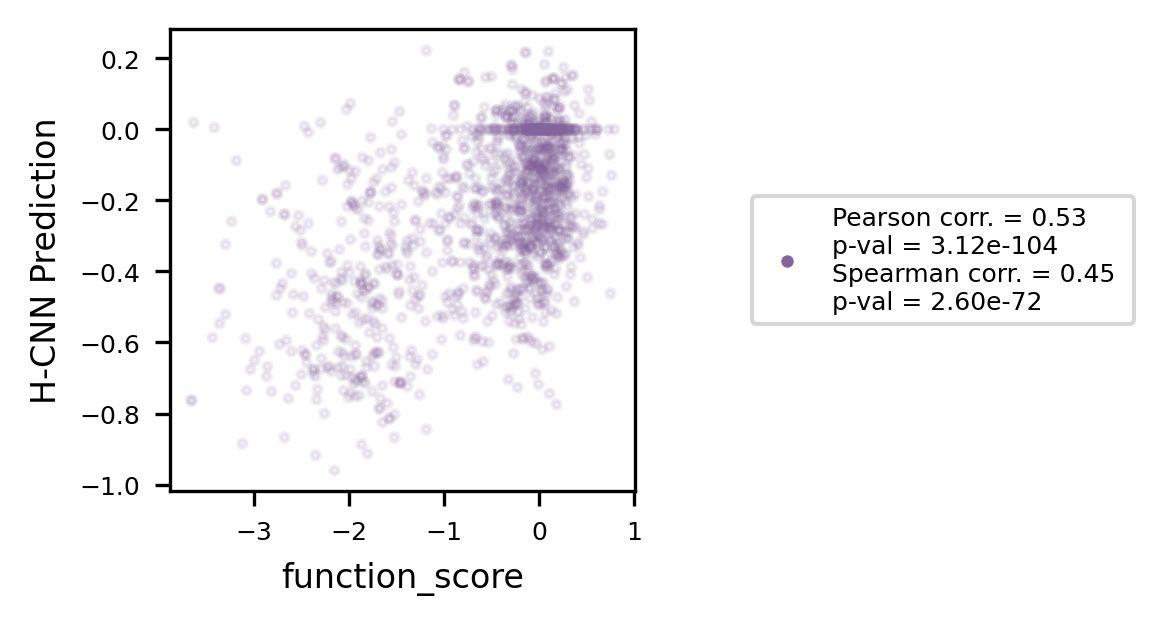 H-CNN Prediction
0.2
0.0
−0.2
−0.4
−0.6
−0.8
−1.0
−3
−2
−1
0
1
function_score
Pearson corr. = 0.53
p-val = 3.12e-104
Spearman corr. = 0.45
p-val = 2.60e-72